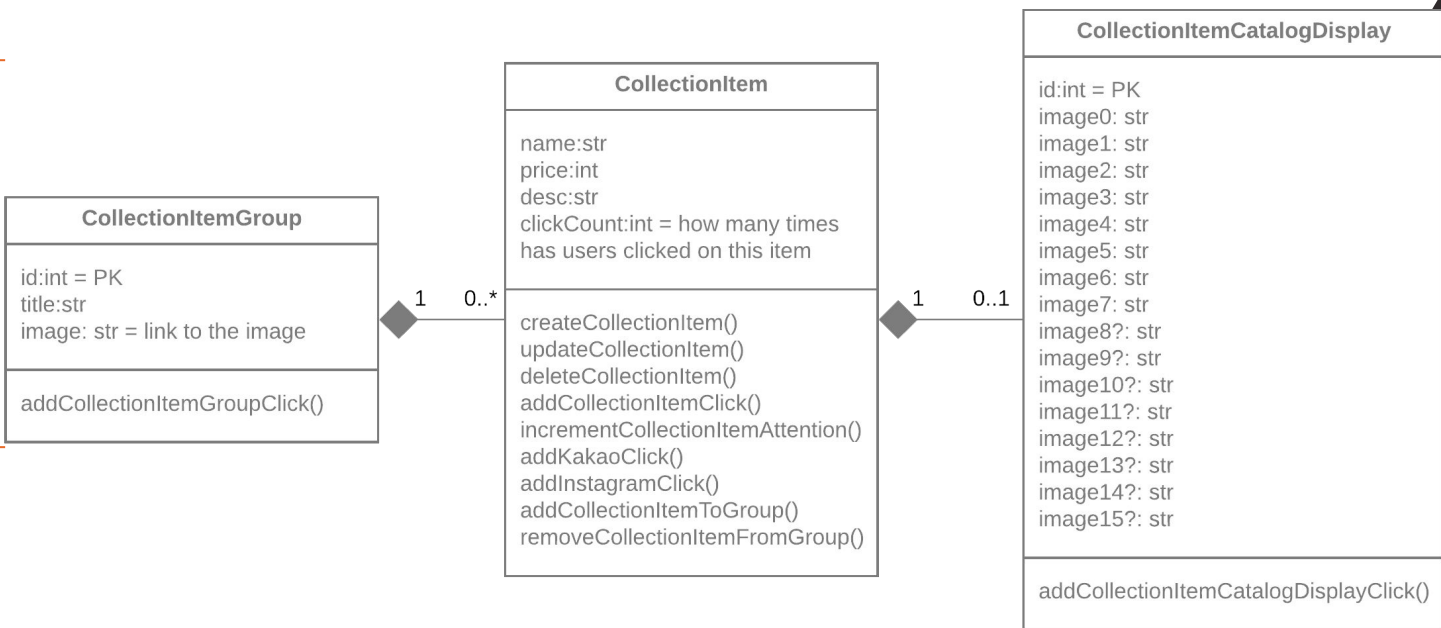 CollectionItemGroup
id:int = PK
title:str
image: str = link to the image
addCollectionItemGroupClick()
1
0..*
CollectionItem
name:str
price:int
desc:str
clickCount:int = how many times
has users clicked on this item
createCollectionItem()
updateCollectionItem()
deleteCollectionItem()
addCollectionItemClick()
incrementCollectionItemAttention()
addKakaoClick()
addInstagramClick()
addCollectionItemToGroup()
removeCollectionItemFromGroup()
1
0..1
CollectionItemCatalogDisplay
id:int = PK
image0: str
image1: str
image2: str
image3: str
image4: str
image5: str
image6: str
image7: str
image8?: str
image9?: str
image10?: str
image11?: str
image12?: str
image13?: str
image14?: str
image15?: str
addCollectionItemCatalogDisplayClick()